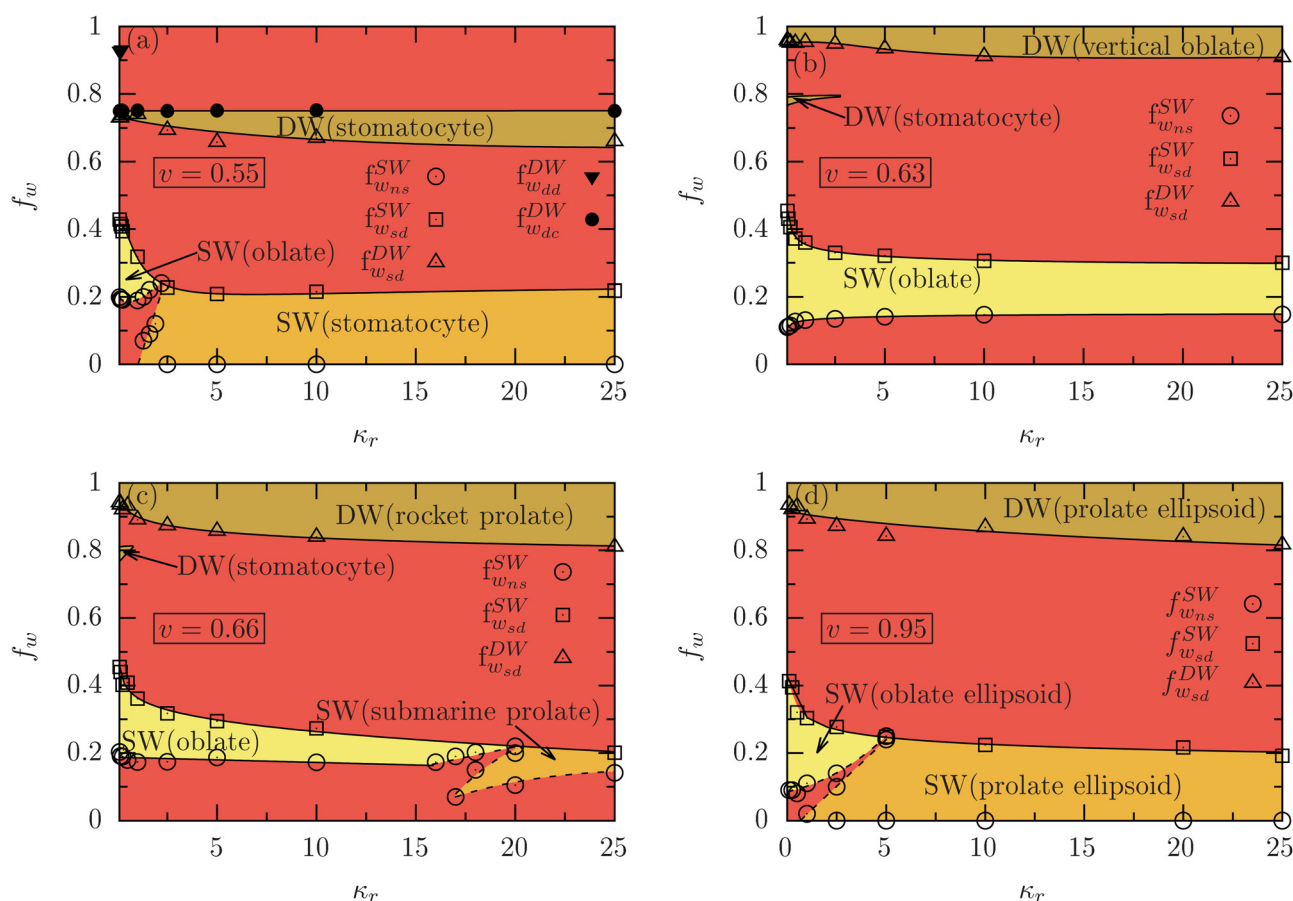 (a)
1
0.8
0.6
0.4
0.2
0
f_w
DW(stomatocyte)
v = 0.55
f^{SW}_{w_{ns}}
f^{DW}_{w_{dd}}
f^{SW}_{w_{sd}}
f^{DW}_{w_{dc}}
f^{DW}_{w_{sd}}
SW(oblate)
SW(stomatocyte)
5 10 15 20 25
κ_r
(b)
1
0.8
0.6
0.4
0.2
0
f_w
DW(vertical oblate)
DW(stomatocyte)
v = 0.63
f^{SW}_{w_{ns}}
f^{SW}_{w_{sd}}
f^{DW}_{w_{sd}}
SW(oblate)
5 10 15 20 25
κ_r
(c)
1
0.8
0.6
0.4
0.2
0
f_w
DW(rocket prolate)
DW(stomatocyte)
v = 0.66
f^{SW}_{w_{ns}}
f^{SW}_{w_{sd}}
f^{DW}_{w_{sd}}
SW(submarine prolate)
SW(oblate)
5 10 15 20 25
κ_r
(d)
1
0.8
0.6
0.4
0.2
0
f_w
DW(prolate ellipsoid)
v = 0.95
f^{SW}_{w_{ns}}
f^{SW}_{w_{sd}}
f^{DW}_{w_{sd}}
SW(oblate ellipsoid)
SW(prolate ellipsoid)
0 5 10 15 20 25
κ_r